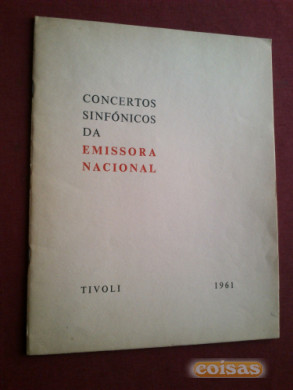 CONCERTOS
SINFÓNICOS
DA
EMISSORA
NACIONAL
TIVOLI 1961
coisas